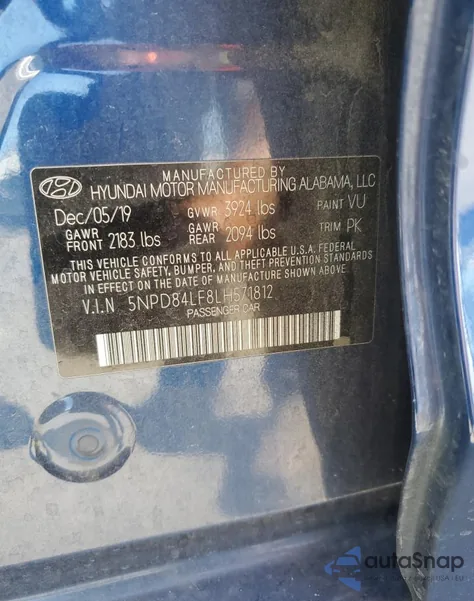 MANUFACTURED BY
HYUNDAI MOTOR MANUFACTURING ALABAMA, LLC
Dec/05/19 GVWR 3924 lbs PAINT VU
GAWR FRONT 2183 lbs GAWR REAR 2094 lbs TRIM PK
THIS VEHICLE CONFORMS TO ALL APPLICABLE U.S.A. FEDERAL
MOTOR VEHICLE SAFETY, BUMPER, AND THEFT PREVENTION STANDARDS
IN EFFECT ON THE DATE OF MANUFACTURE SHOWN ABOVE.
V.I.N 5NPD84LF8LH571812
PASSENGER CAR
autoSnap